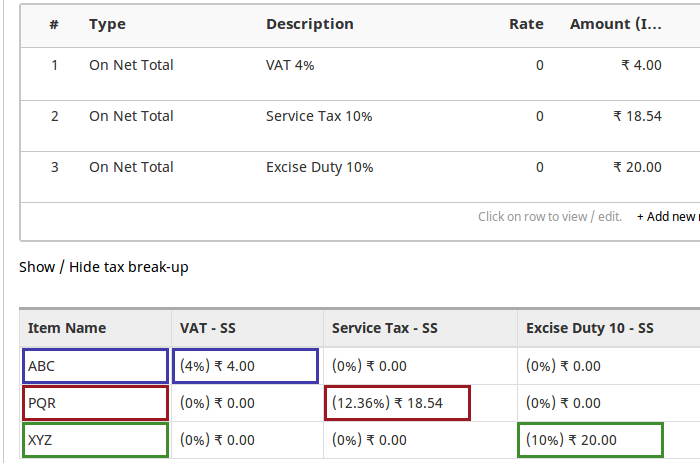 # Type Description Rate Amount (I...
1 On Net Total VAT 4% 0 ₹ 4.00
2 On Net Total Service Tax 10% 0 ₹ 18.54
3 On Net Total Excise Duty 10% 0 ₹ 20.00
Click on row to view / edit. + Add new
Show / Hide tax break-up
Item Name VAT - SS Service Tax - SS Excise Duty 10 - SS
ABC (4%) ₹ 4.00 (0%) ₹ 0.00 (0%) ₹ 0.00
PQR (0%) ₹ 0.00 (12.36%) ₹ 18.54 (0%) ₹ 0.00
XYZ (0%) ₹ 0.00 (0%) ₹ 0.00 (10%) ₹ 20.00